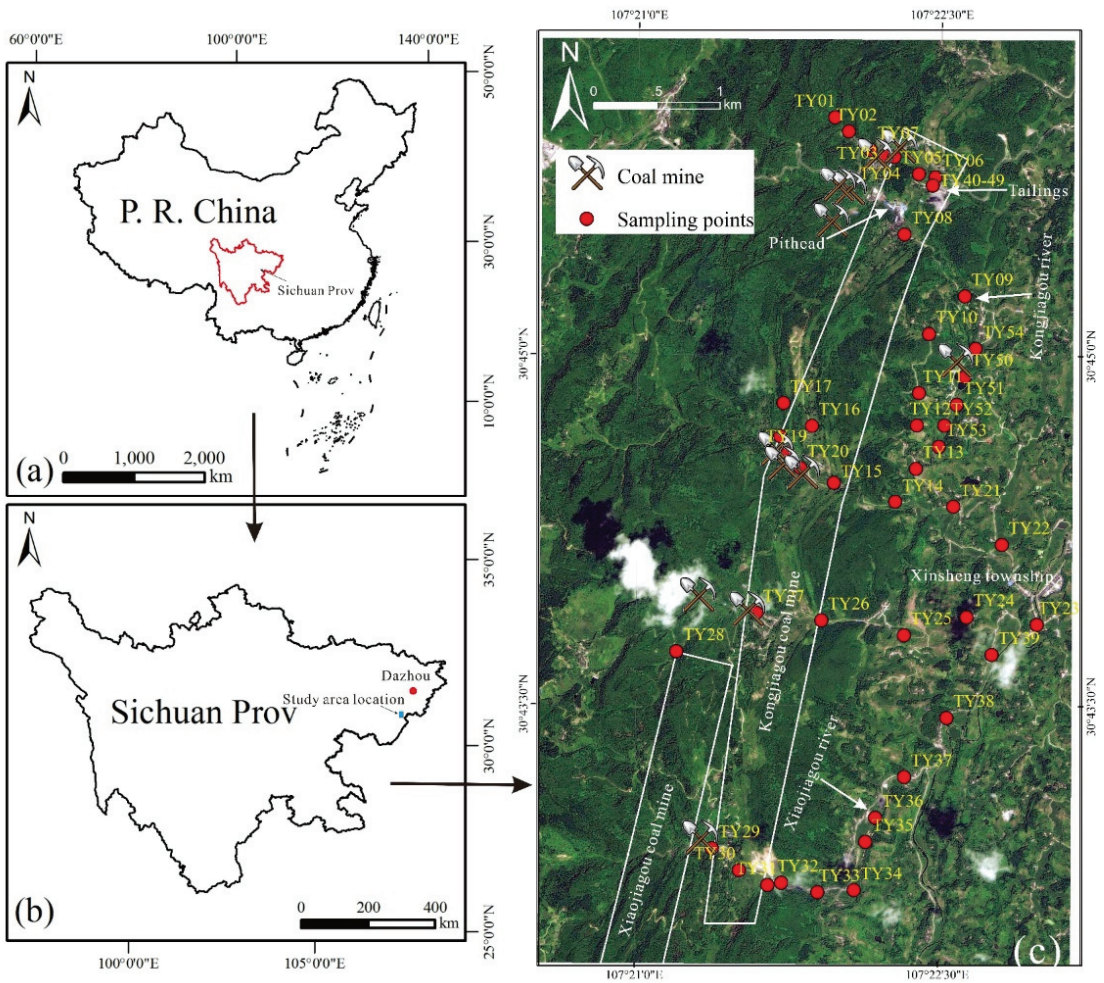 60°0'0"E
100°0'0"E
140°0'0"E
N
P. R. China
Sichuan Prov
50°0'0"N
30°0'0"N
10°0'0"N
(a)
0 1,000 2,000
km
N
35°0'0"N
30°0'0"N
25°0'0"N
Dazhou
Study area location
Sichuan Prov
(b)
0 200 400
km
100°0'0"E
105°0'0"E
107°21'0"E
107°22'30"E
N
0 .5 1
km
Coal mine
Sampling points
TY01
TY02
TY07
TY03
TY05
TY06
TY04
TY40-49
Tailings
TY08
Pithead
TY09
Kongjiagou river
TY10
TY54
30°45'0"N
30°45'0"N
TY50
TY51
TY17
TY12
TY52
TY16
TY53
TY19
TY20
TY13
TY15
TY14
TY21
TY22
Xinsheng township
TY24
TY23
TY26
TY25
TY28
TY39
Kongjiagou coal mine
30°43'30"N
30°43'30"N
TY38
TY37
Xiaojiagou river
TY36
TY35
TY29
TY32
TY33
TY34
Xiaojiagou coal mine
(c)
107°21'0"E
107°22'30"E